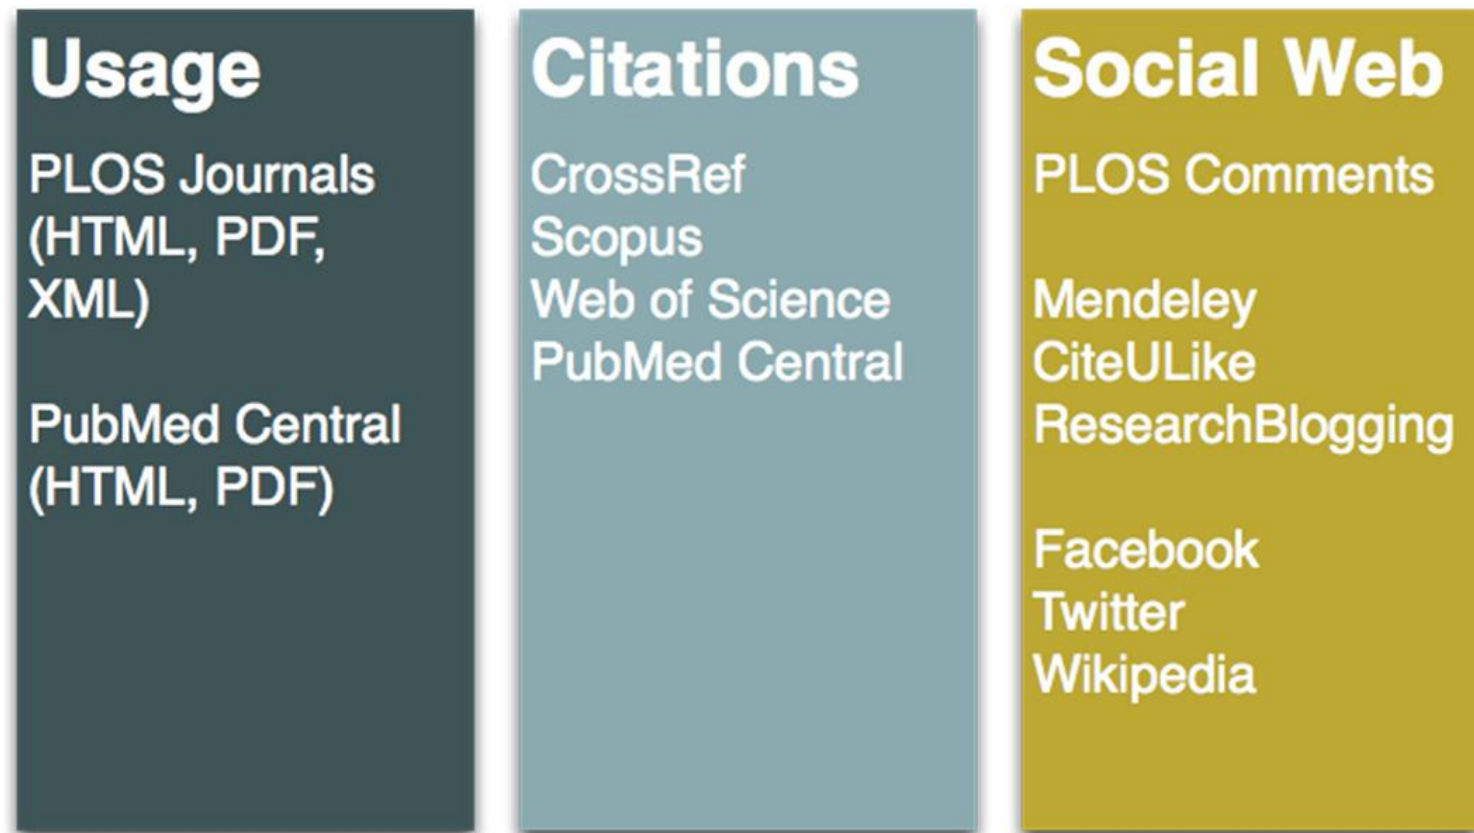 Usage
PLOS Journals
(HTML, PDF,
XML)
PubMed Central
(HTML, PDF)
Citations
CrossRef
Scopus
Web of Science
PubMed Central
Social Web
PLOS Comments
Mendeley
CiteULike
ResearchBlogging
Facebook
Twitter
Wikipedia